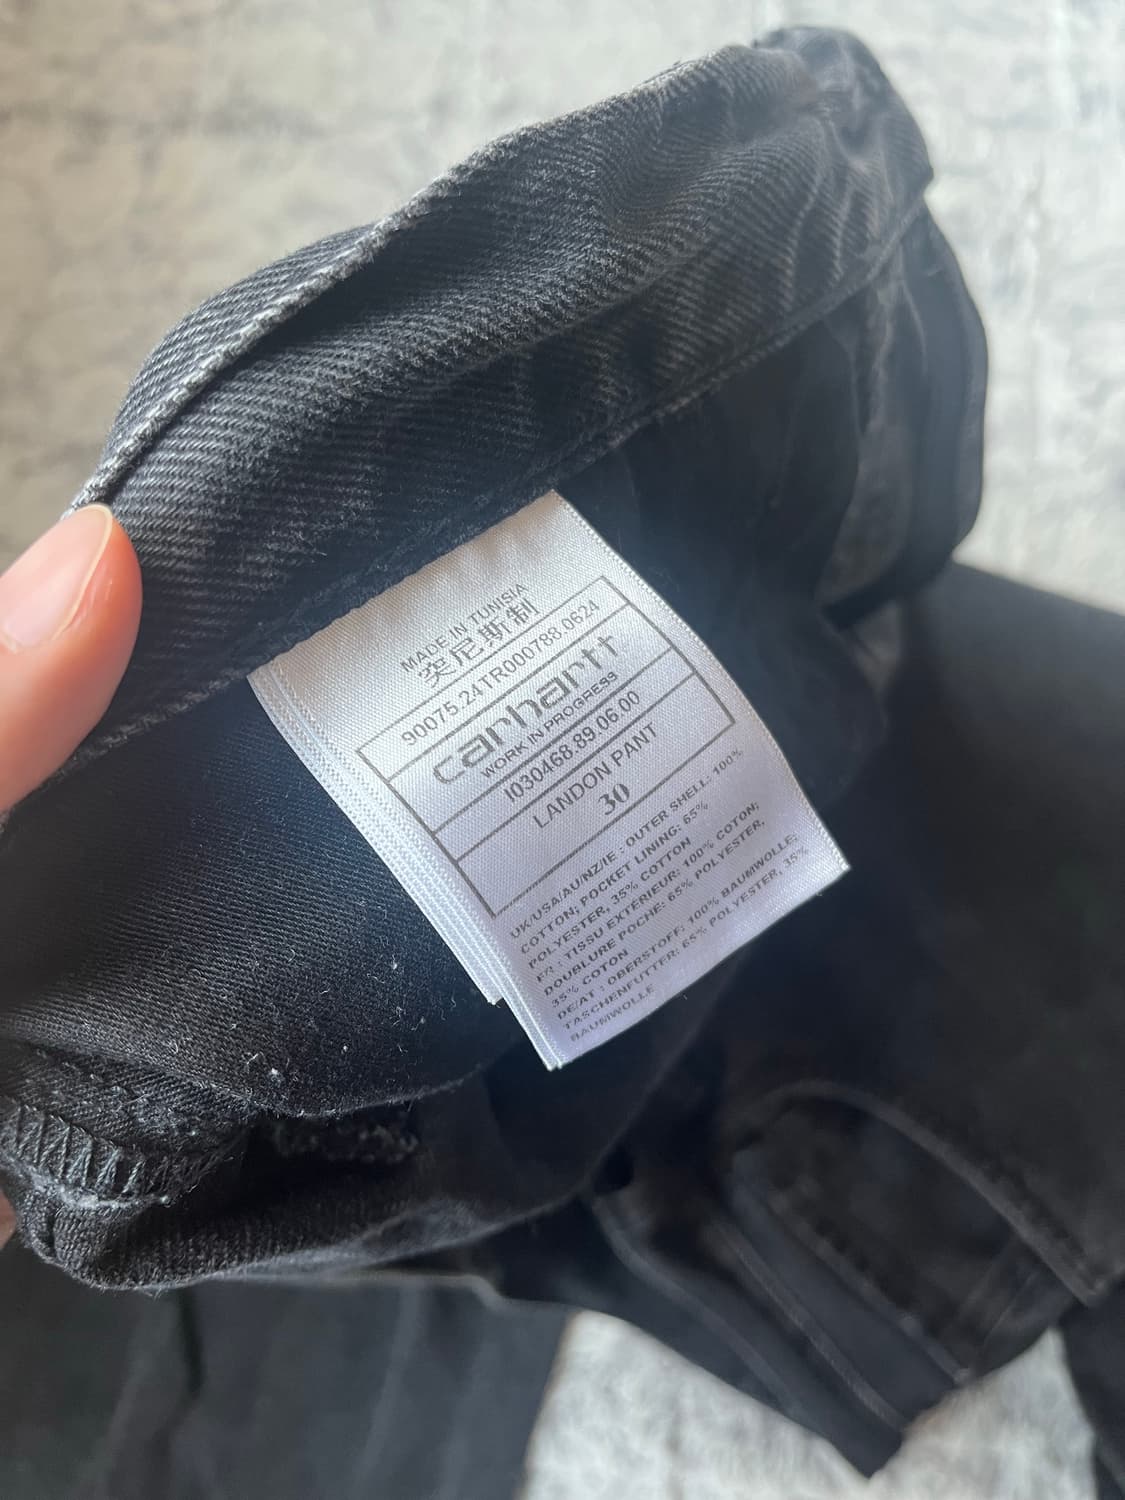 MADE IN TUNISIA
突尼斯制
90075.24TR000788.0624
carhartt
WORK IN PROGRESS
I030468.89.06.00
LANDON PANT
30
UK/USA/AU/NZ/IE : OUTER SHELL: 100%
COTTON; POCKET LINING: 65%
POLYESTER, 35% COTTON
FR : TISSU EXTÉRIEUR: 100% COTON;
DOUBLURE POCHE: 65% POLYESTER,
35% COTON
DE/AT : OBERSTOFF: 100% BAUMWOLLE;
TASCHENFUTTER: 65% POLYESTER, 35%
BAUMWOLLE